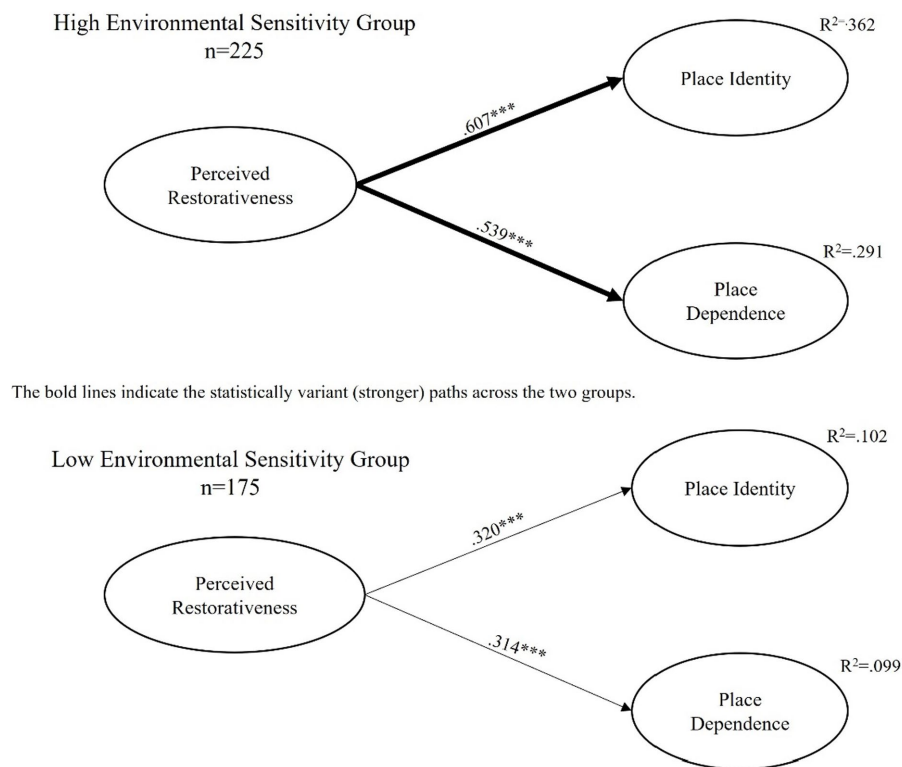 High Environmental Sensitivity Group
n=225
R²=.362
Place Identity
.607***
Perceived
Restorativeness
.539***
R²=.291
Place
Dependence
The bold lines indicate the statistically variant (stronger) paths across the two groups.
Low Environmental Sensitivity Group
n=175
R²=.102
Place Identity
.320***
Perceived
Restorativeness
.314***
R²=.099
Place
Dependence